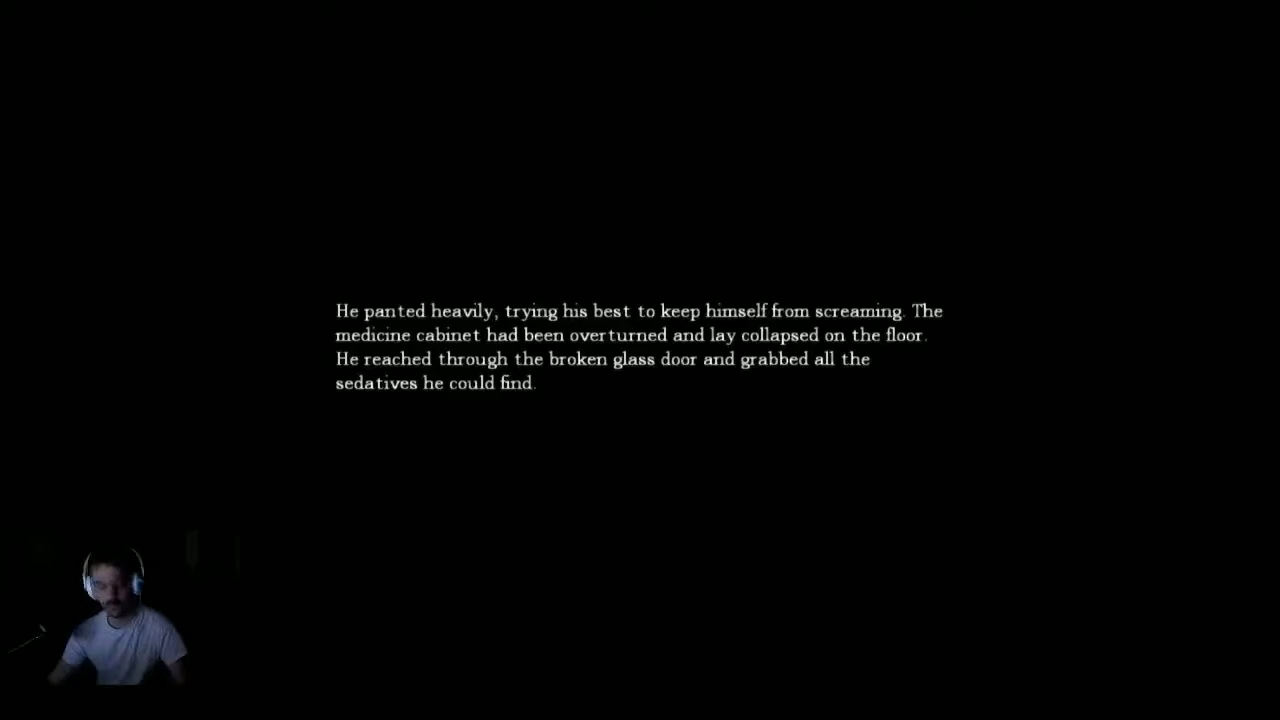 He panted heavily, trying his best to keep himself from screaming. The
medicine cabinet had been overturned and lay collapsed on the floor.
He reached through the broken glass door and grabbed all the
sedatives he could find.